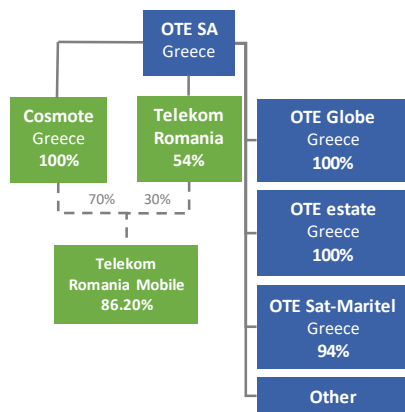 OTE SA
Greece
Cosmote
Greece
100%
Telekom
Romania
54%
OTE Globe
Greece
100%
70%
30%
OTE estate
Greece
100%
Telekom
Romania Mobile
86.20%
OTE Sat-Maritel
Greece
94%
Other